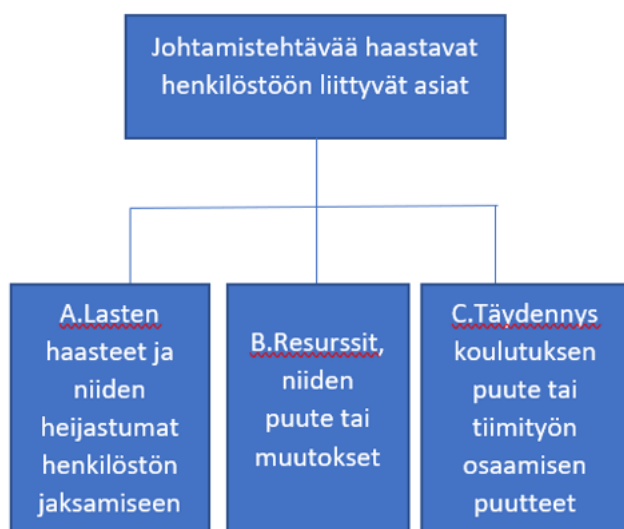 Johtamistehtävää haastavat
henkilöstöön liittyvät asiat
A.Lasten
haasteet ja
niiden
heijastumat
henkilöstön
jaksamiseen
B.Resurssit,
niiden
puute tai
muutokset
C.Täydennys
koulutuksen
puute tai
tiimityön
osaamisen
puutteet